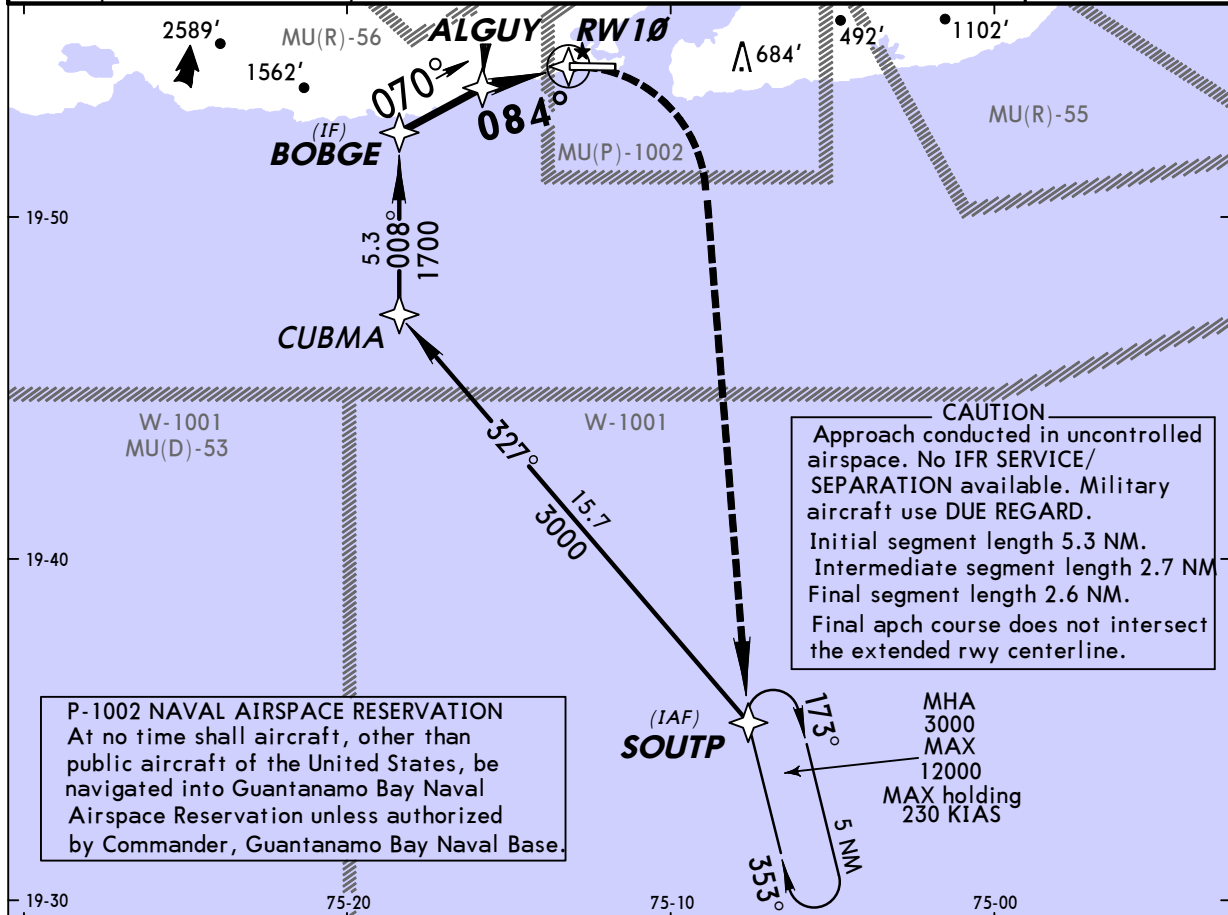 2589'
MU(R)-56
ALGUY
RW10
492'
1102'
1562'
684'
070°
084°
MU(R)-55
(IF)
BOBGE
MU(P)-1002
19-50
5.3
008°
1700
CUBMA
W-1001
MU(D)-53
W-1001
327°
15.7
3000
CAUTION
Approach conducted in uncontrolled
airspace. No IFR SERVICE/
SEPARATION available. Military
aircraft use DUE REGARD.
Initial segment length 5.3 NM.
Intermediate segment length 2.7 NM
Final segment length 2.6 NM.
Final apch course does not intersect
the extended rwy centerline.
19-40
P-1002 NAVAL AIRSPACE RESERVATION
At no time shall aircraft, other than
public aircraft of the United States, be
navigated into Guantanamo Bay Naval
Airspace Reservation unless authorized
by Commander, Guantanamo Bay Naval Base.
(IAF)
SOUTP
173°
MHA
3000
MAX
12000
MAX holding
230 KIAS
5 NM
353°
19-30
75-20
75-10
75-00